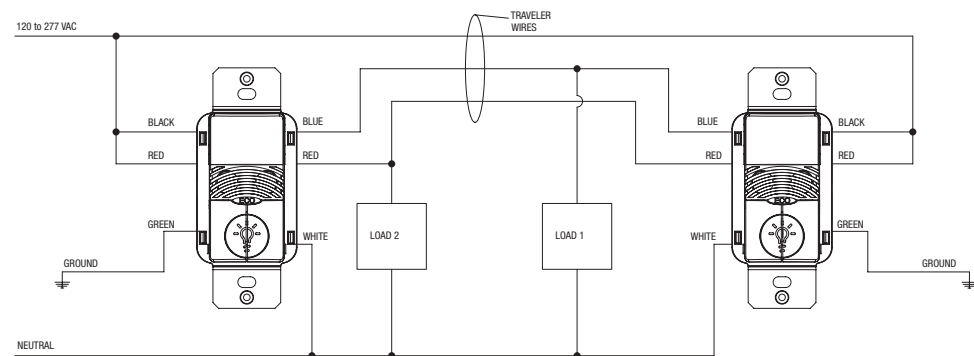 120 to 277 VAC
TRAVELER
WIRES
BLACK
BLUE
BLUE
BLACK
RED
RED
RED
RED
ECO
ECO
GREEN
WHITE
LOAD 2
LOAD 1
WHITE
GREEN
GROUND
GROUND
NEUTRAL